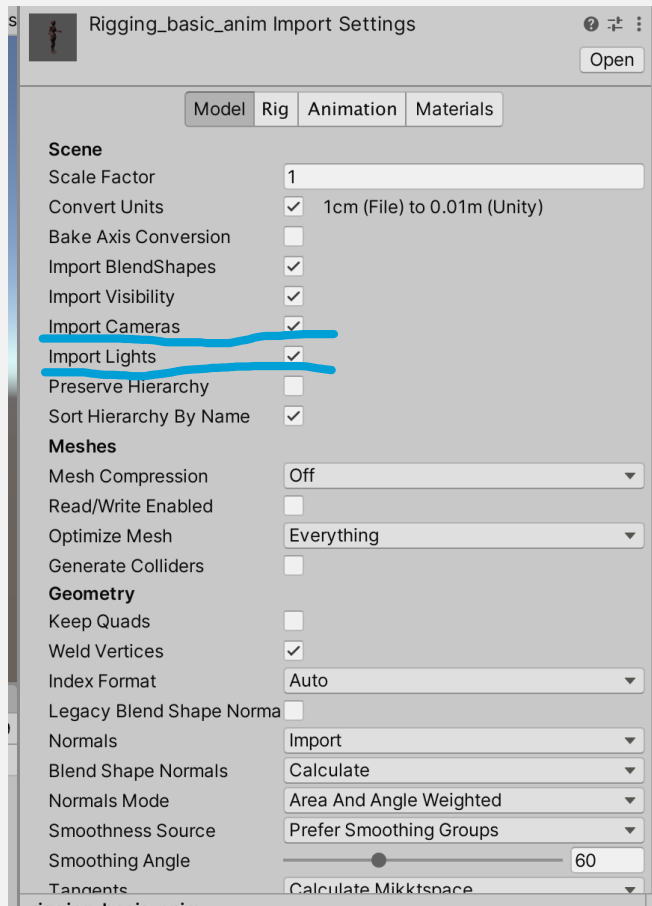 Rigging_basic_anim Import Settings
Open
Model Rig Animation Materials
Scene
Scale Factor 1
Convert Units 1cm (File) to 0.01m (Unity)
Bake Axis Conversion
Import BlendShapes
Import Visibility
Import Cameras
Import Lights
Preserve Hierarchy
Sort Hierarchy By Name
Meshes
Mesh Compression Off
Read/Write Enabled
Optimize Mesh Everything
Generate Colliders
Geometry
Keep Quads
Weld Vertices
Index Format Auto
Legacy Blend Shape Norma
Normals Import
Blend Shape Normals Calculate
Normals Mode Area And Angle Weighted
Smoothness Source Prefer Smoothing Groups
Smoothing Angle 60
Tangents Calculate Mikktspace